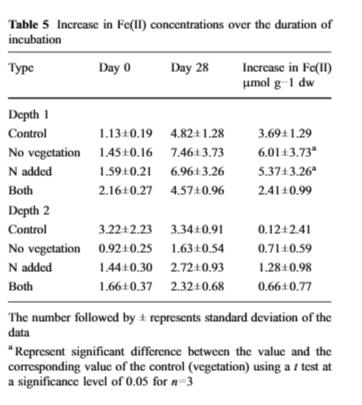 Table 5 Increase in Fe(II) concentrations over the duration of
incubation
Type Day 0 Day 28 Increase in Fe(II)
μmol g−1 dw
Depth 1
Control 1.13±0.19 4.82±1.28 3.69±1.29
No vegetation 1.45±0.16 7.46±3.73 6.01±3.73ᵃ
N added 1.59±0.21 6.96±3.26 5.37±3.26ᵃ
Both 2.16±0.27 4.57±0.96 2.41±0.99
Depth 2
Control 3.22±2.23 3.34±0.91 0.12±2.41
No vegetation 0.92±0.25 1.63±0.54 0.71±0.59
N added 1.44±0.30 2.72±0.93 1.28±0.98
Both 1.66±0.37 2.32±0.68 0.66±0.77
The number followed by ± represents standard deviation of the
data
ᵃ Represent significant difference between the value and the
corresponding value of the control (vegetation) using a t test at
a significance level of 0.05 for n=3